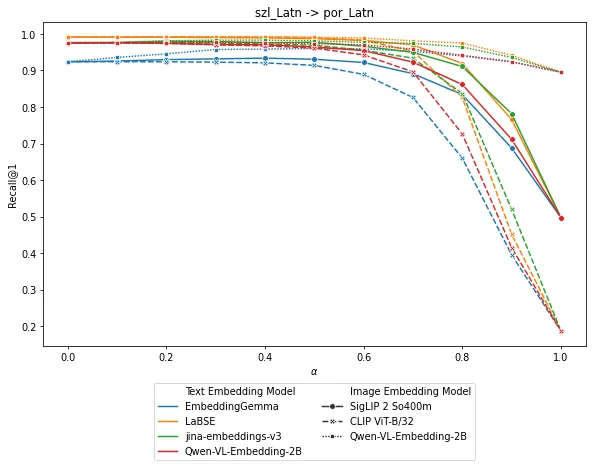 szl_Latn -> por_Latn
Recall@1
1.0
0.9
0.8
0.7
0.6
0.5
0.4
0.3
0.2
0.0 0.2 0.4 0.6 0.8 1.0
α
Text Embedding Model Image Embedding Model
EmbeddingGemma SigLIP 2 So400m
LaBSE CLIP ViT-B/32
jina-embeddings-v3 Qwen-VL-Embedding-2B
Qwen-VL-Embedding-2B